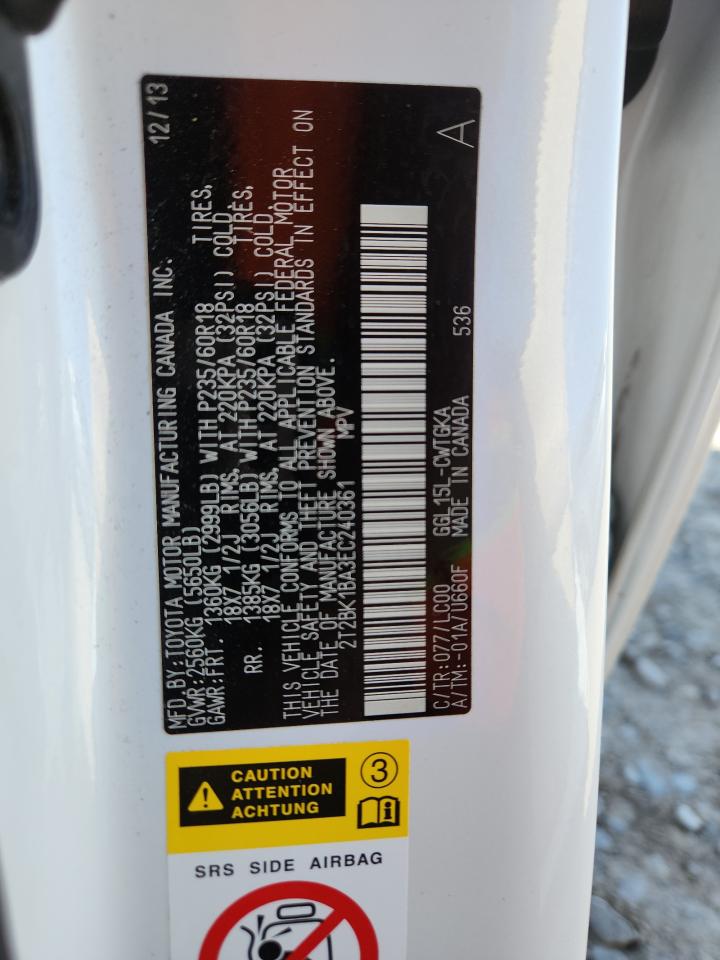 MFD.BY:TOYOTA MOTOR MANUFACTURING CANADA INC. 12/13
GVWR:2560KG (5650LB)
GAWR:FRT. 1360KG (2999LB) WITH P235/60R18 TIRES,
18X7 1/2J RIMS, AT 220KPA (32PSI) COLD,
RR. 1385KG (3056LB) WITH P235/60R18 TIRES,
18X7 1/2J RIMS, AT 220KPA (32PSI) COLD.
THIS VEHICLE CONFORMS TO ALL APPLICABLE FEDERAL MOTOR
VEHICLE SAFETY AND THEFT PREVENTION STANDARDS IN EFFECT ON
THE DATE OF MANUFACTURE SHOWN ABOVE.
2T2BK1BA3EC240361 MPV
C/TR:077/LC00 GGL15L-CWTGKA A
A/TM:-01A/U660F MADE IN CANADA 536
CAUTION
ATTENTION
ACHTUNG
3
SRS SIDE AIRBAG